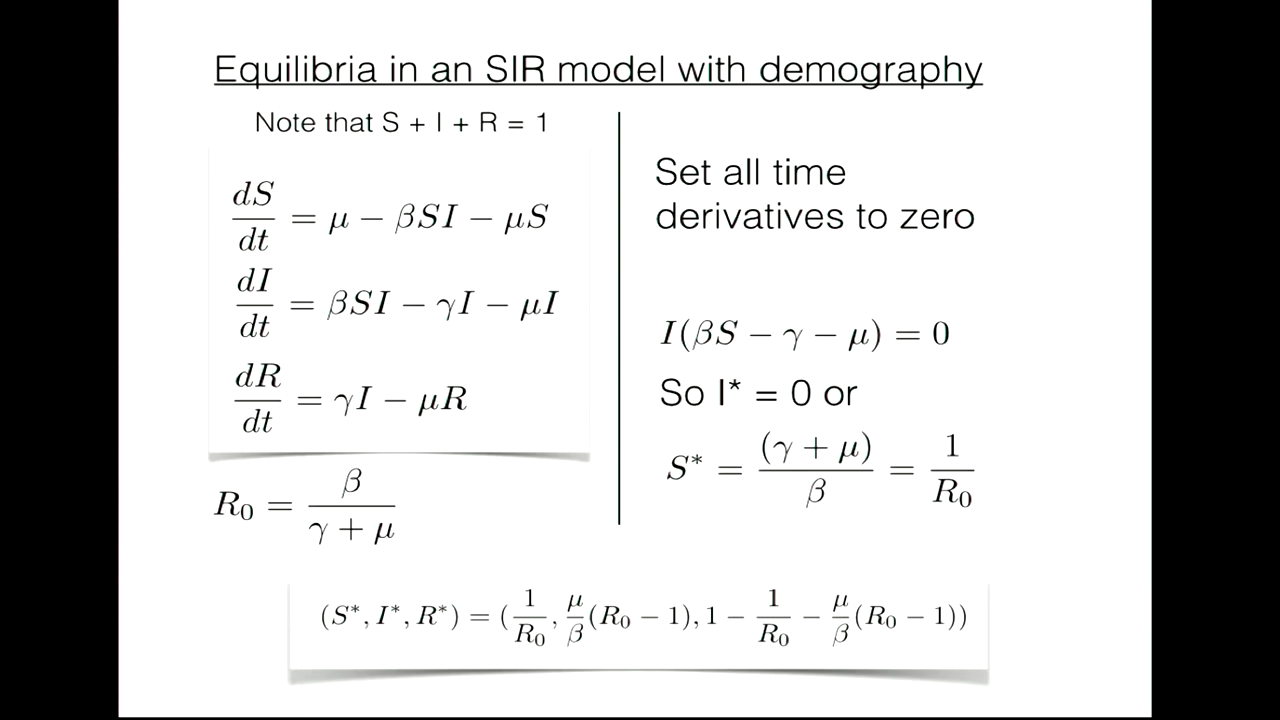 Equilibria in an SIR model with demography
Note that S + I + R = 1
dS/dt = μ − βSI − μS
dI/dt = βSI − γI − μI
dR/dt = γI − μR
R₀ = β/(γ + μ)
Set all time
derivatives to zero
I(βS − γ − μ) = 0
So I* = 0 or
S* = (γ + μ)/β = 1/R₀
(S*, I*, R*) = (1/R₀, μ/β(R₀ − 1), 1 − 1/R₀ − μ/β(R₀ − 1))